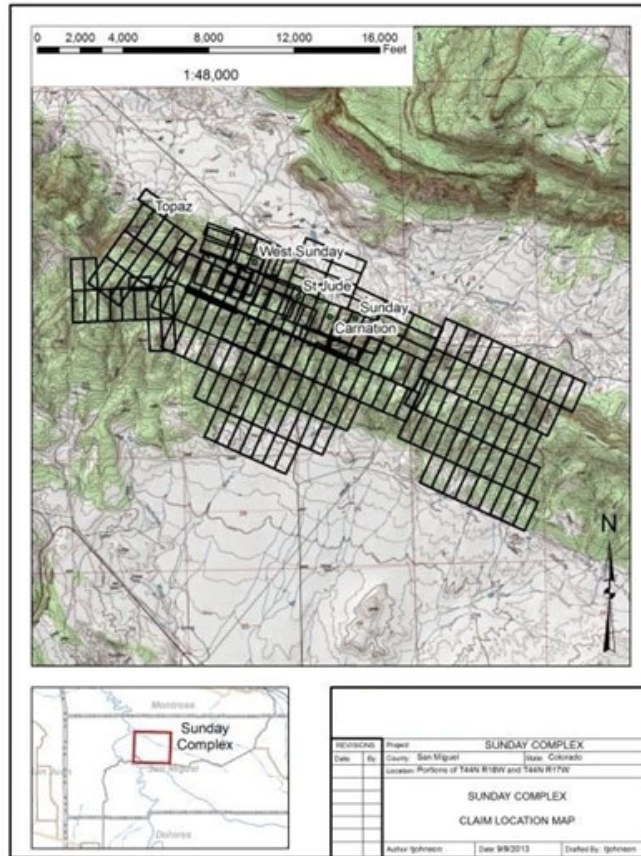 0 2,000 4,000 8,000 12,000 16,000
Feet
1:48,000
Topaz
West Sunday
St Jude
Sunday
Carnation
N
Montrose
Sunday
Complex
San Miguel
Dolores
REVISIONS
Date By
Project: SUNDAY COMPLEX
County: San Miguel State: Colorado
Location: Portions of T44N R18W and T44N R17W
SUNDAY COMPLEX
CLAIM LOCATION MAP
Author: tjohnson Date: 9/9/2013 Drafted By: tjohnson